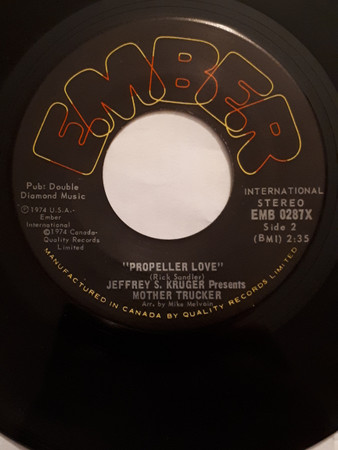 EMBER
Pub: Double
Diamond Music
INTERNATIONAL
STEREO
EMB 0287X
Side 2
(BMI) 2:35
℗1974 U.S.A.-
Ember
International
©1974 Canada-
Quality Records
Limited
"PROPELLER LOVE"
(Rick Sandler)
JEFFREY S. KRUGER Presents
MOTHER TRUCKER
Arr. by Mike Melvoin
MANUFACTURED IN CANADA BY QUALITY RECORDS LIMITED